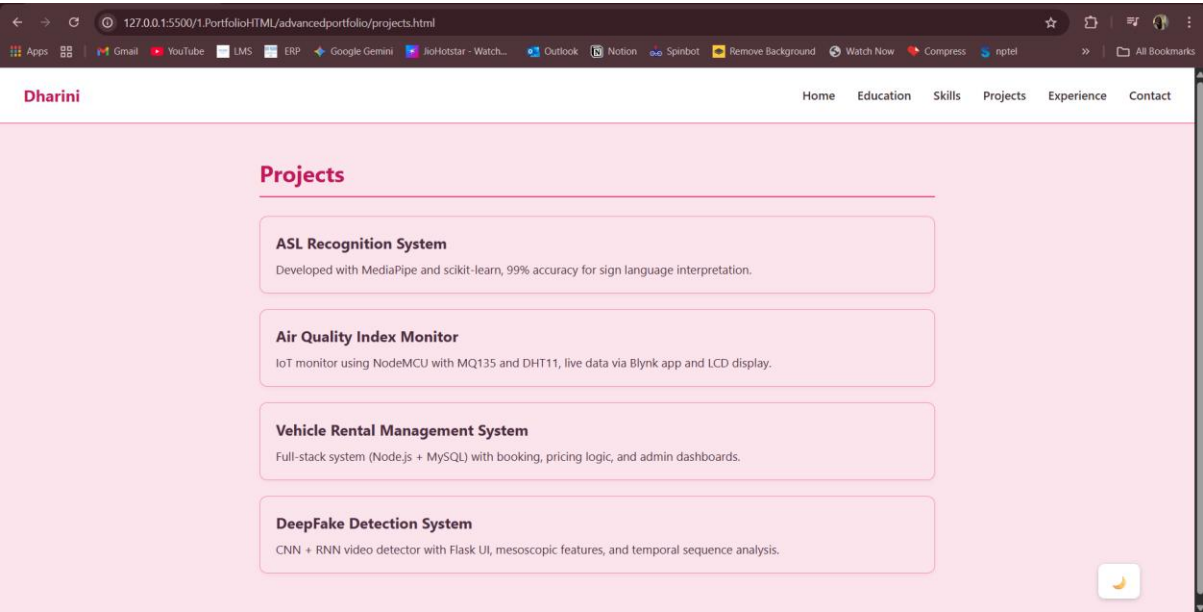 127.0.0.1:5500/1.PortfolioHTML/advancedportfolio/projects.html
Apps Gmail YouTube LMS ERP Google Gemini JioHotstar - Watch... Outlook Notion Spinbot Remove Background Watch Now Compress nptel » All Bookmarks
Dharini Home Education Skills Projects Experience Contact
Projects
ASL Recognition System
Developed with MediaPipe and scikit-learn, 99% accuracy for sign language interpretation.
Air Quality Index Monitor
IoT monitor using NodeMCU with MQ135 and DHT11, live data via Blynk app and LCD display.
Vehicle Rental Management System
Full-stack system (Node.js + MySQL) with booking, pricing logic, and admin dashboards.
DeepFake Detection System
CNN + RNN video detector with Flask UI, mesoscopic features, and temporal sequence analysis.